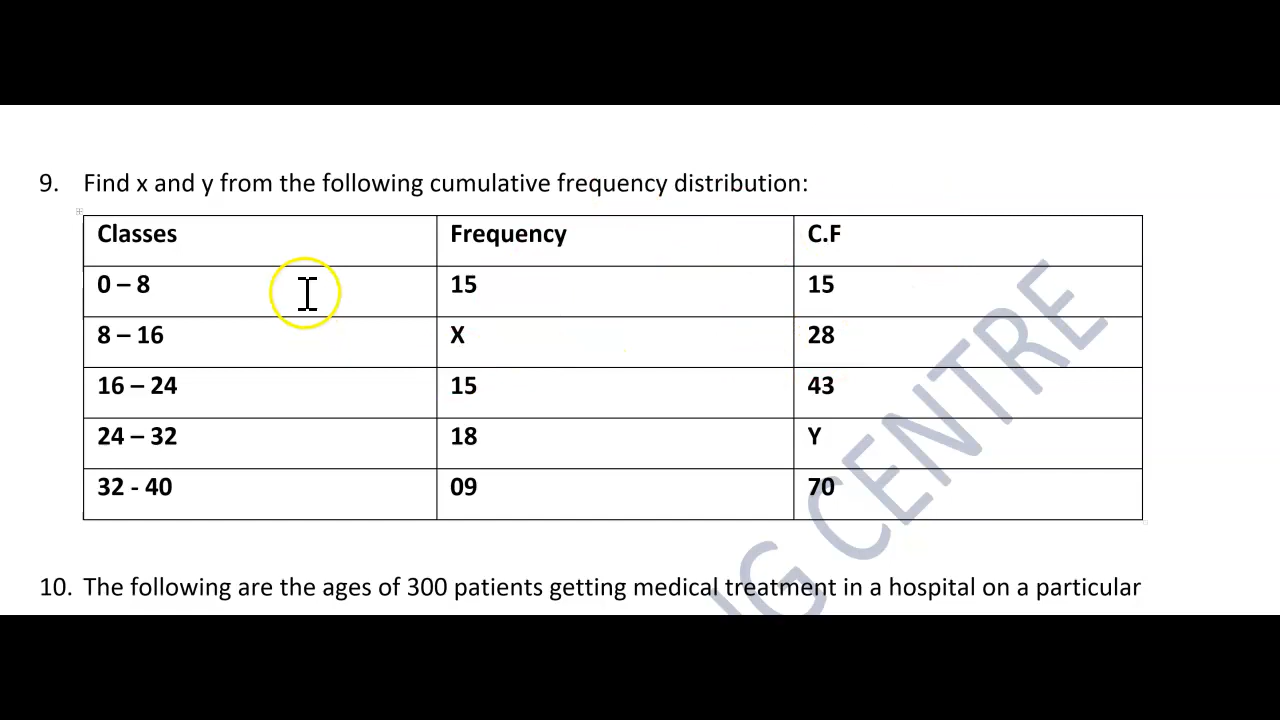 9. Find x and y from the following cumulative frequency distribution:
Classes Frequency C.F
0 – 8 15 15
8 – 16 X 28
16 – 24 15 43
24 – 32 18 Y
32 - 40 09 70
10. The following are the ages of 300 patients getting medical treatment in a hospital on a particular
NG CENTRE